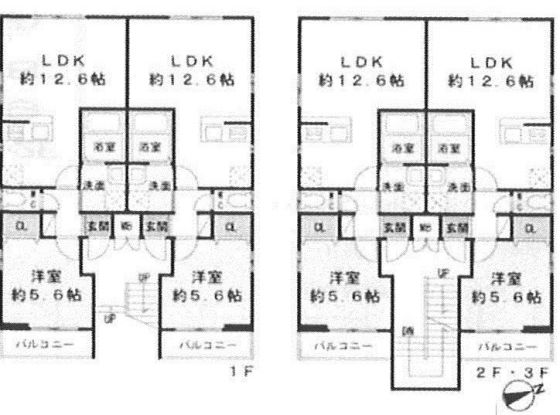 LDK
約12.6帖
LDK
約12.6帖
浴室
浴室
洗面
洗面
WC
WC
CL
玄関
MB
玄関
CL
洋室
約5.6帖
UP
UP
洋室
約5.6帖
バルコニー
バルコニー
1F
LDK
約12.6帖
LDK
約12.6帖
浴室
浴室
洗面
洗面
WC
WC
CL
玄関
MB
玄関
CL
洋室
約5.6帖
UP
DN
洋室
約5.6帖
バルコニー
バルコニー
2F・3F
N